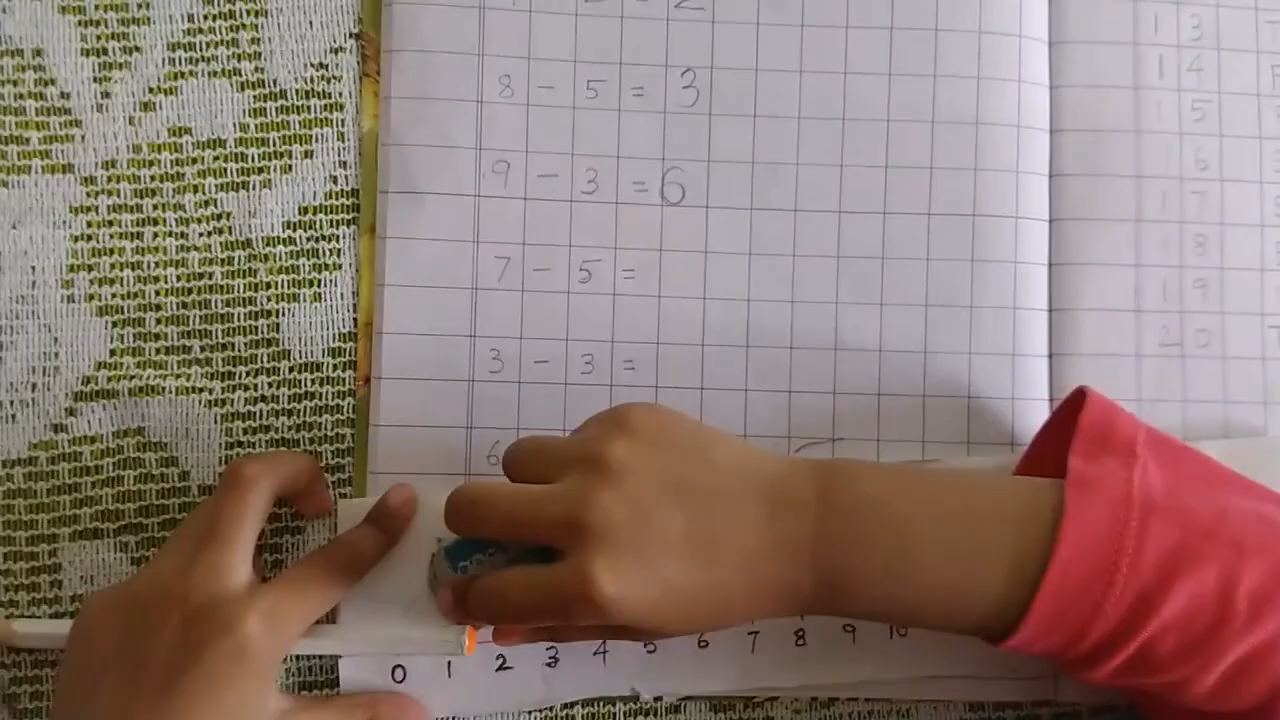 8 - 5 = 3
9 - 3 = 6
7 - 5 =
3 - 3 =
6
0 1 2 3 4 5 6 7 8 9 10
13
14
15
16
17
18
19
20